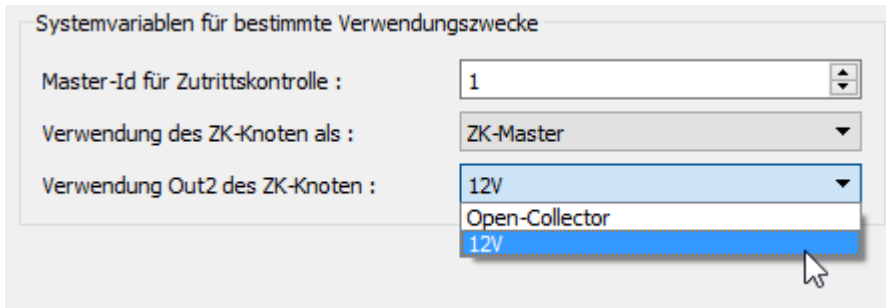 Systemvariablen für bestimmte Verwendungszwecke
Master-Id für Zutrittskontrolle : 1
Verwendung des ZK-Knoten als : ZK-Master
Verwendung Out2 des ZK-Knoten : 12V
Open-Collector
12V